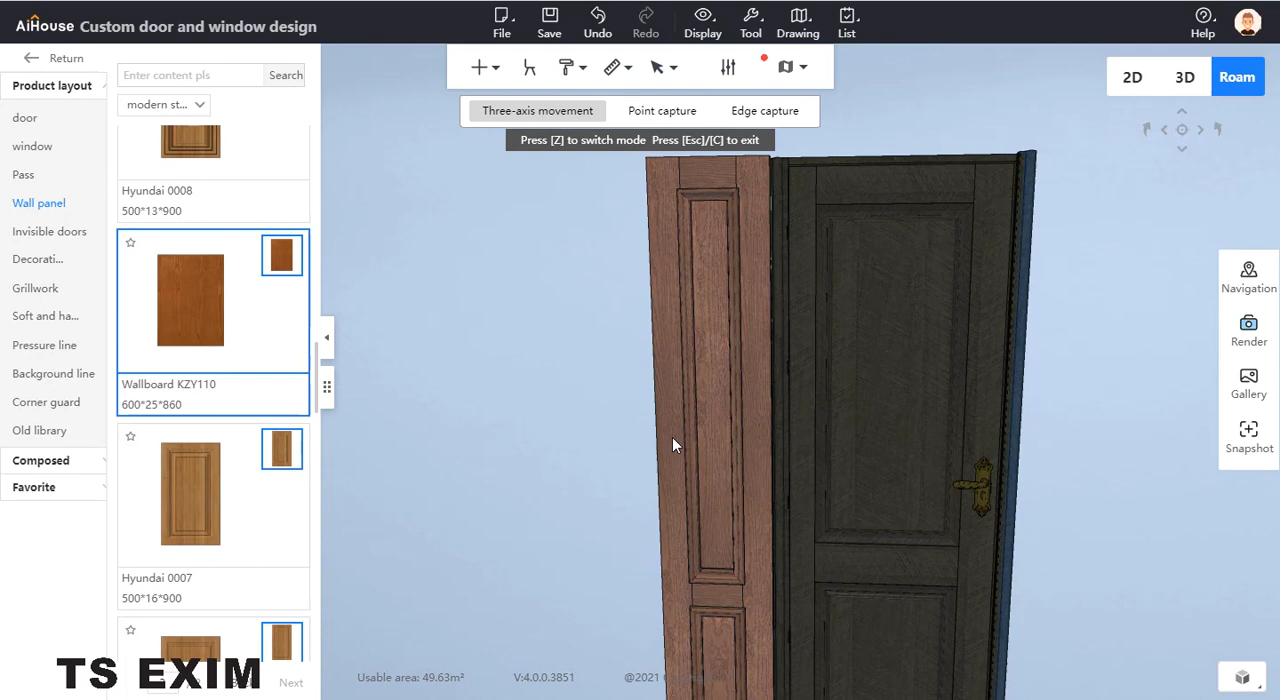 AiHouse Custom door and window design
File
Save
Undo
Redo
Display
Tool
Drawing
List
Help
Return
Product layout
door
window
Pass
Wall panel
Invisible doors
Decorati...
Grillwork
Soft and ha...
Pressure line
Background line
Corner guard
Old library
Composed
Favorite
Enter content pls
Search
modern st...
Hyundai 0008
500*13*900
Wallboard KZY110
600*25*860
Hyundai 0007
500*16*900
Next
TS EXIM
Three-axis movement
Point capture
Edge capture
Press [Z] to switch mode Press [Esc]/[C] to exit
2D
3D
Roam
Navigation
Render
Gallery
Snapshot
Usable area: 49.63m²
V:4.0.0.3851
@2021